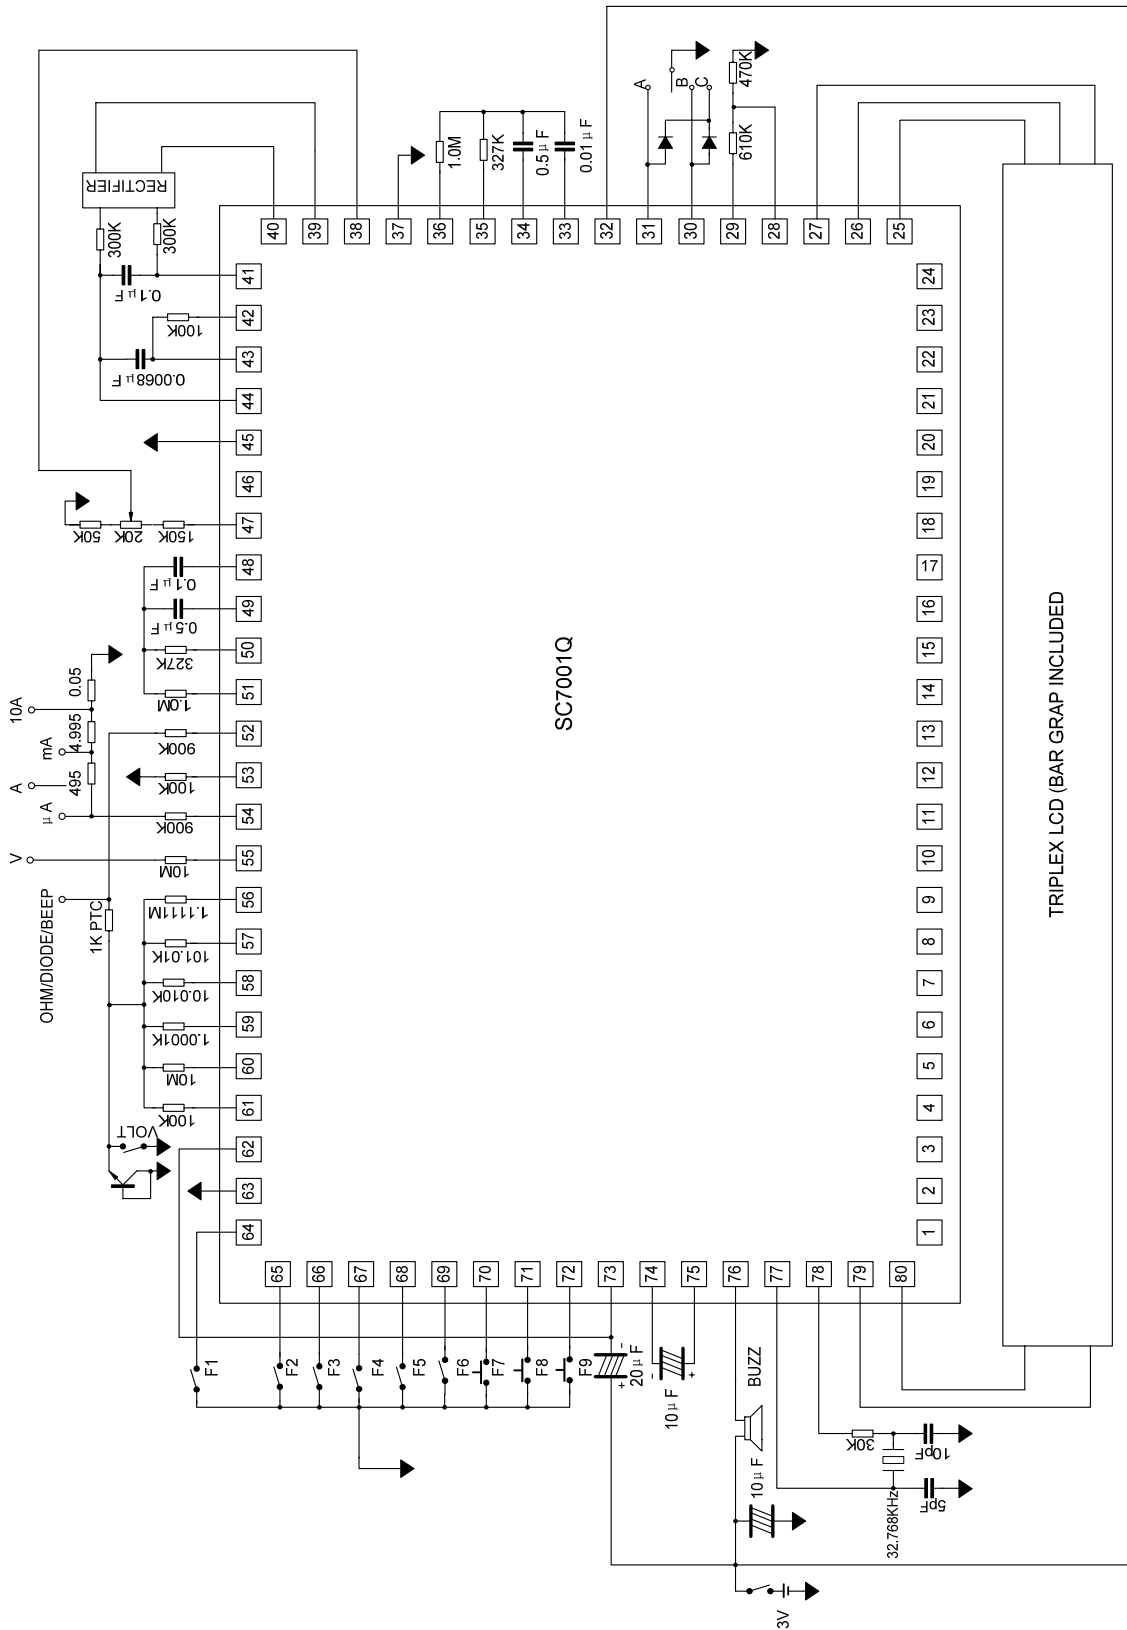 RECTIFIER
300K
300K
0.1μF
100K
0.0068μF
50K
20K
150K
0.1μF
0.5μF
327K
1.0M
900K
100K
900K
10M
1.1111M
101.01K
10.010K
1.0001K
10M
100K
10A
mA
A
μA
V
0.05
4.995
495
OHM/DIODE/BEEP
1K PTC
VOLT
1.0M
327K
0.5μF
0.01μF
A
B
C
470K
610K
40
39
38
37
36
35
34
33
32
31
30
29
28
27
26
25
41
42
43
44
45
46
47
48
49
50
51
52
53
54
55
56
57
58
59
60
61
62
63
64
24
23
22
21
20
19
18
17
16
15
14
13
12
11
10
9
8
7
6
5
4
3
2
1
SC7001Q
TRIPLEX LCD (BAR GRAP INCLUDED
65
66
67
68
69
70
71
72
73
74
75
76
77
78
79
80
F1
F2
F3
F4
F5
F6
F7
F8
F9
-
+
20μF
-
+
10μF
BUZZ
10μF
30K
10pF
5pF
32.768KHz
3V